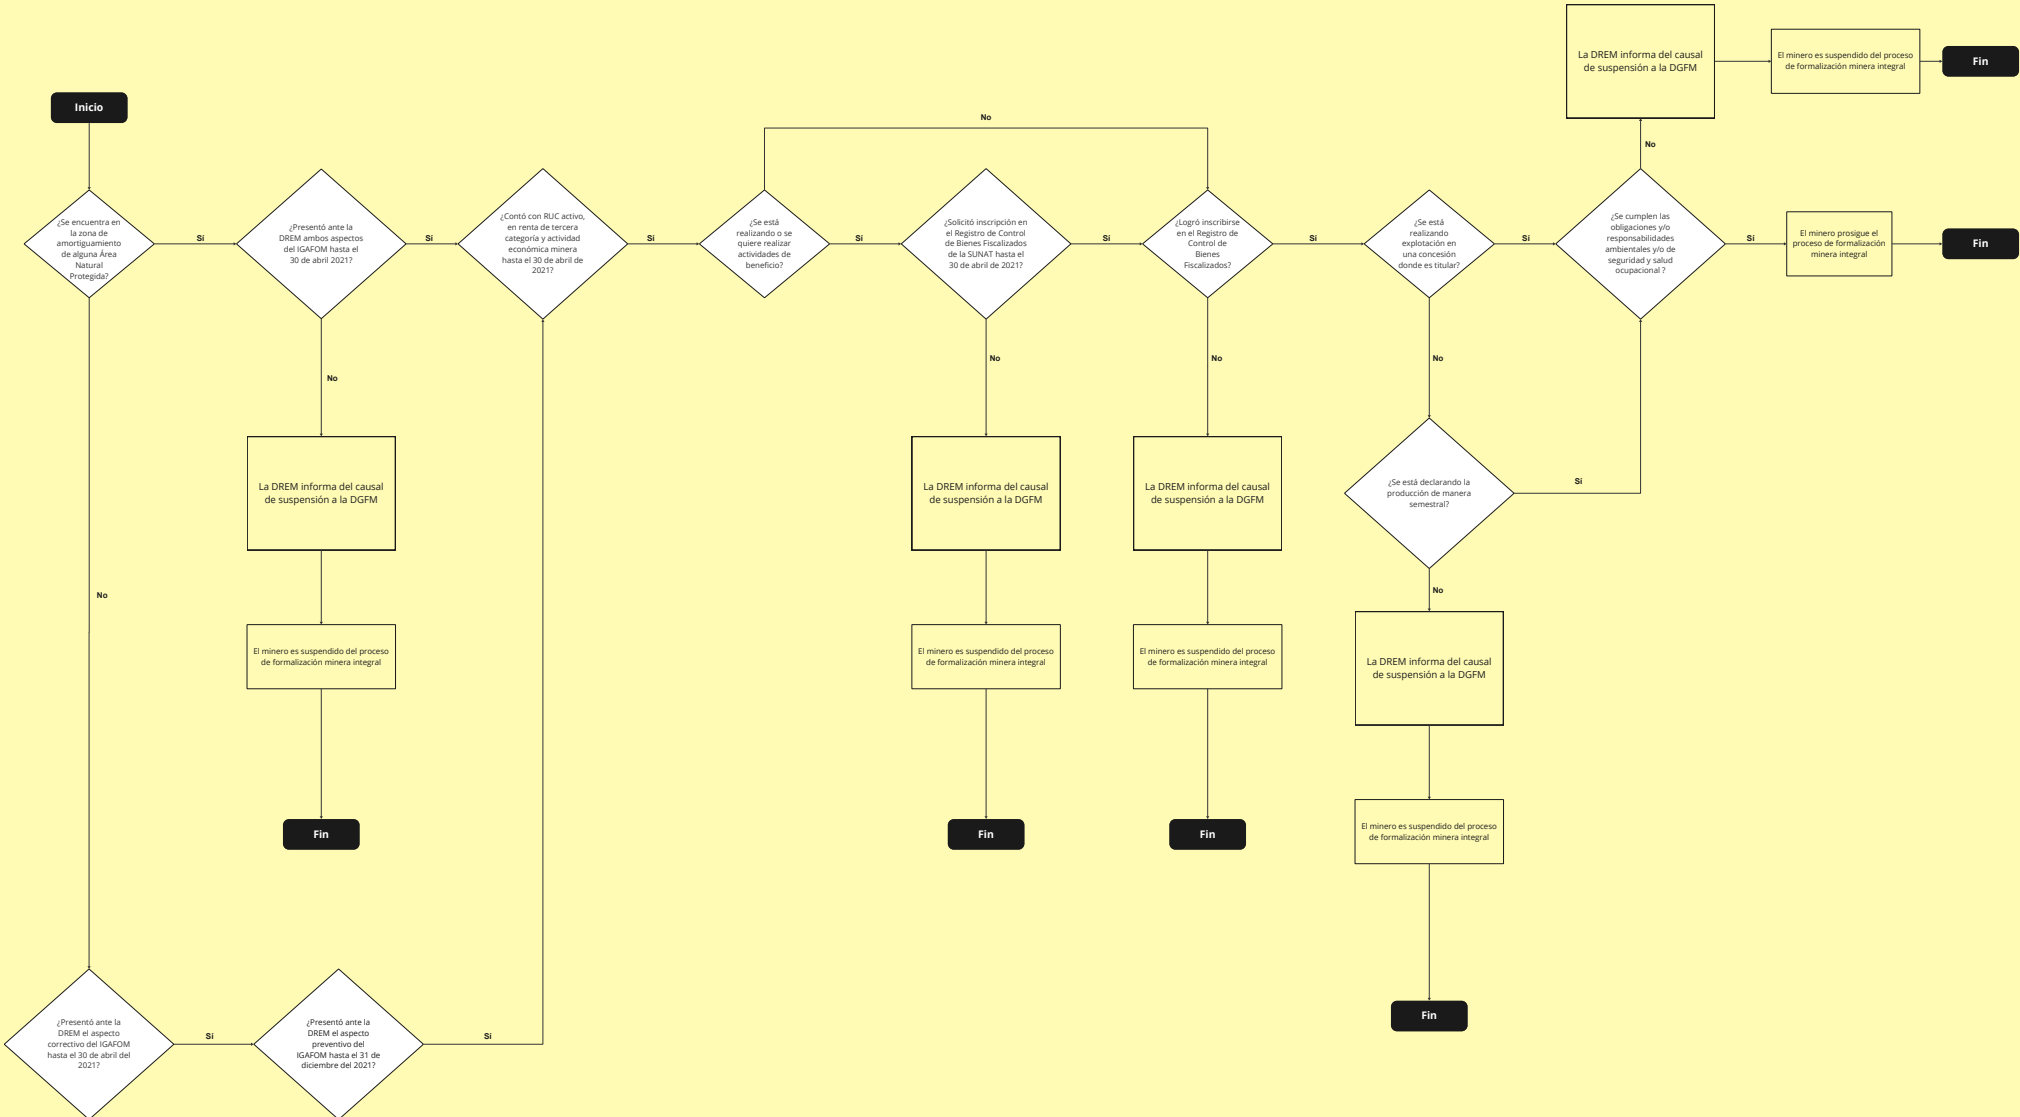 La DREM informa del causal
de suspensión a la DGFM
El minero es suspendido del proceso
de formalización minera integral
Fin
Inicio
No
No
¿Se encuentra en
la zona de
amortiguamiento
de alguna Área
Natural
Protegida?
Sí
¿Presentó ante la
DREM ambos aspectos
del IGAFOM hasta el
30 de abril 2021?
Sí
¿Contó con RUC activo,
en renta de tercera
categoría y actividad
económica minera
hasta el 30 de abril de
2021?
Sí
¿Se está
realizando o se
quiere realizar
actividades de
beneficio?
Sí
¿Solicitó inscripción en
el Registro de Control
de Bienes Fiscalizados
de la SUNAT hasta el
30 de abril de 2021?
Sí
¿Logró inscribirse
en el Registro de
Control de
Bienes
Fiscalizados?
Sí
¿Se está
realizando
explotación en
una concesión
donde es titular?
Sí
¿Se cumplen las
obligaciones y/o
responsabilidades
ambientales y/o de
seguridad y salud
ocupacional ?
Sí
El minero prosigue el
proceso de formalización
minera integral
Fin
No
No
No
No
La DREM informa del causal
de suspensión a la DGFM
La DREM informa del causal
de suspensión a la DGFM
La DREM informa del causal
de suspensión a la DGFM
¿Se está declarando la
producción de manera
semestral?
Sí
No
No
El minero es suspendido del proceso
de formalización minera integral
El minero es suspendido del proceso
de formalización minera integral
El minero es suspendido del proceso
de formalización minera integral
La DREM informa del causal
de suspensión a la DGFM
Fin
Fin
Fin
El minero es suspendido del proceso
de formalización minera integral
Fin
¿Presentó ante la
DREM el aspecto
correctivo del IGAFOM
hasta el 30 de abril del
2021?
Sí
¿Presentó ante la
DREM el aspecto
preventivo del
IGAFOM hasta el 31 de
diciembre del 2021?
Sí